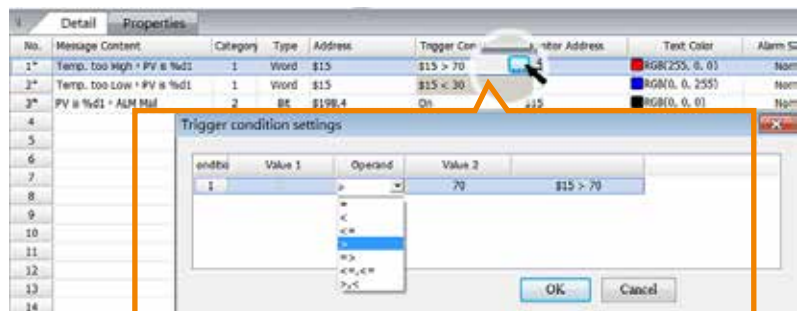 Detail Properties
No. Message Content Category Type Address Trigger Con Address Text Color Alarm
1* Temp. too High * PV is %d1 1 Word $15 $15 > 70 ... RGB(255, 0, 0)
2* Temp. too Low * PV is %d1 1 Word $15 $15 < 30 RGB(0, 0, 255)
3* PV is %d1 * ALM Mail 2 Bit $198.4 On $15 RGB(0, 0, 0)
4
Trigger condition settings
5
6 Value 1 Operand Value 2
7 1 > 70 $15 > 70
8 =
9 <
10 <=
>
11 =>
12 <=,<=
13 >,<
OK Cancel
14